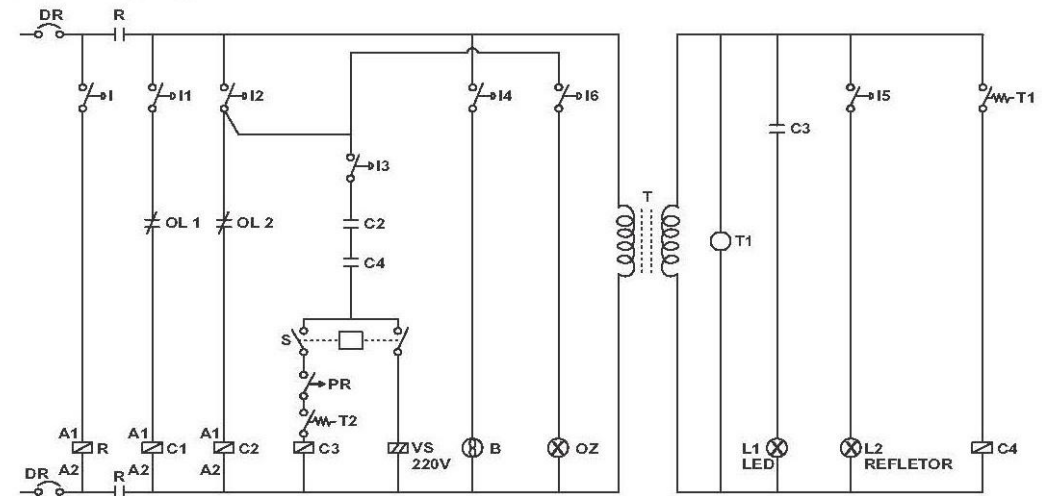 DR R
I I1 I2 I4 I6 I5 T1
C3
I3
T
OL 1 OL 2 C2
T1
C4
S
PR
T2
A1 A1 A1
R C1 C2 C3 VS B OZ L1 L2 C4
220V LED REFLETOR
A2 A2 A2
DR R